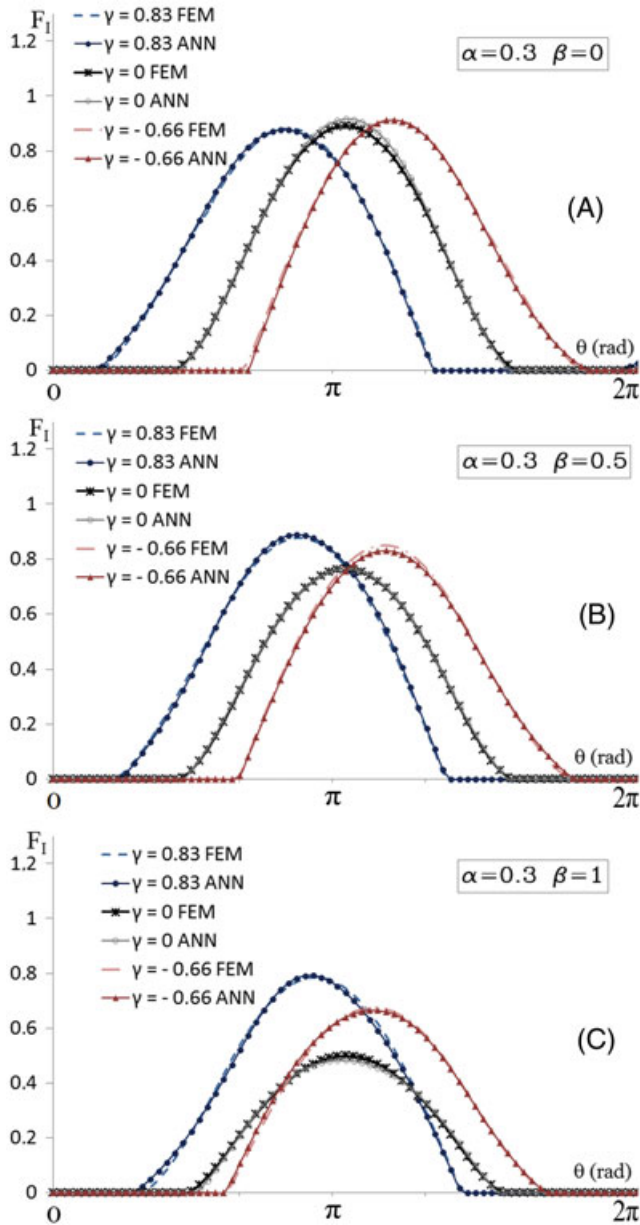 F_I
γ = 0.83 FEM
γ = 0.83 ANN
γ = 0 FEM
γ = 0 ANN
γ = - 0.66 FEM
γ = - 0.66 ANN
α=0.3 β=0
(A)
1.2
1
0.8
0.6
0.4
0.2
0
θ (rad)
0 π 2π
F_I
γ = 0.83 FEM
γ = 0.83 ANN
γ = 0 FEM
γ = 0 ANN
γ = - 0.66 FEM
γ = - 0.66 ANN
α=0.3 β=0.5
(B)
1.2
1
0.8
0.6
0.4
0.2
0
θ (rad)
0 π 2π
F_I
γ = 0.83 FEM
γ = 0.83 ANN
γ = 0 FEM
γ = 0 ANN
γ = - 0.66 FEM
γ = - 0.66 ANN
α=0.3 β=1
(C)
1.2
1
0.8
0.6
0.4
0.2
0
θ (rad)
0 π 2π